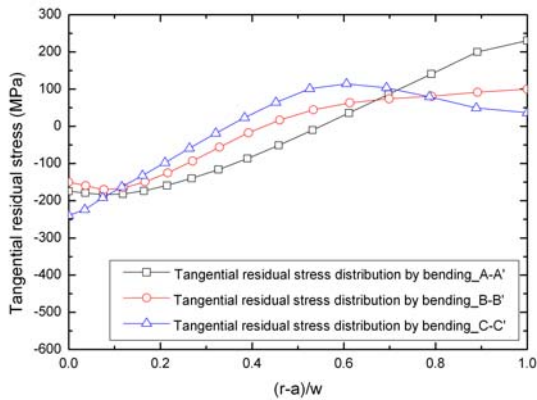 300
200
100
0
-100
-200
-300
-400
-500
-600
Tangential residual stress (MPa)
Tangential residual stress distribution by bending_A-A'
Tangential residual stress distribution by bending_B-B'
Tangential residual stress distribution by bending_C-C'
0.0 0.2 0.4 0.6 0.8 1.0
(r-a)/w